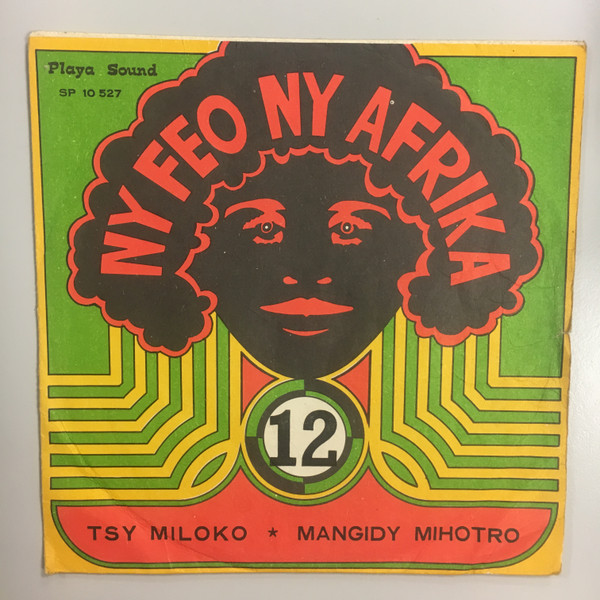 Playa Sound
SP 10 527
NY FEO NY AFRIKA
12
TSY MILOKO * MANGIDY MIHOTRO